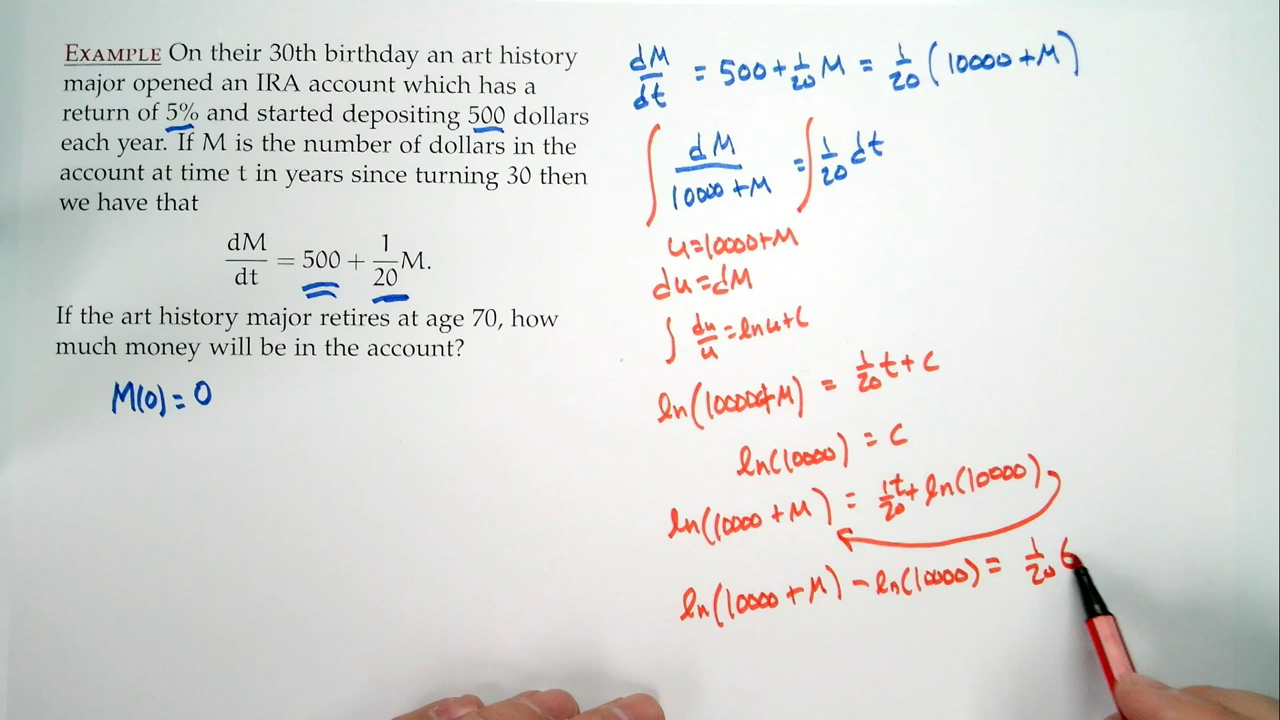 EXAMPLE On their 30th birthday an art history
major opened an IRA account which has a
return of 5% and started depositing 500 dollars
each year. If M is the number of dollars in the
account at time t in years since turning 30 then
we have that
dM/dt = 500 + 1/20 M.
If the art history major retires at age 70, how
much money will be in the account?
M(0) = 0
dM/dt = 500 + 1/20 M = 1/20 (10000 + M)
∫ dM/(10000 + M) = ∫ 1/20 dt
u = 10000 + M
du = dM
∫ du/u = ln u + C
ln(10000 + M) = 1/20 t + C
ln(10000) = C
ln(10000 + M) = 1/20 t + ln(10000)
ln(10000 + M) - ln(10000) = 1/20